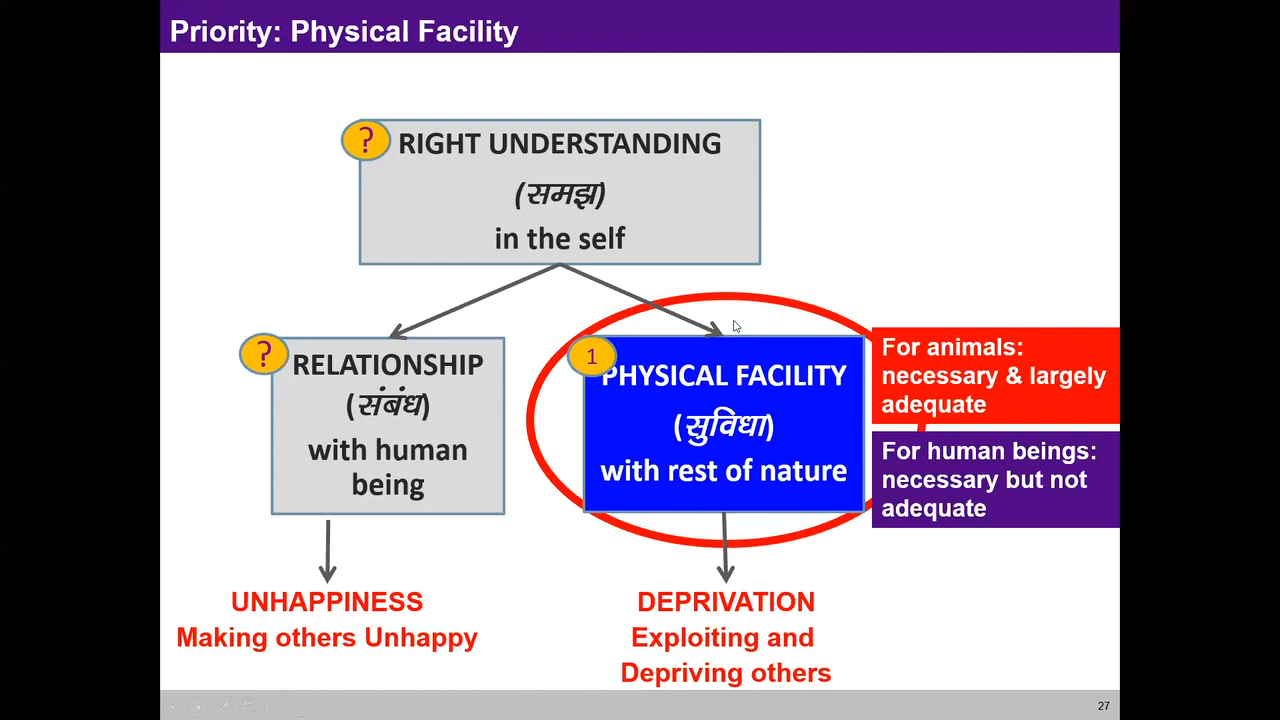 Priority: Physical Facility
?
RIGHT UNDERSTANDING
(समझ)
in the self
?
RELATIONSHIP
(संबंध)
with human
being
1
PHYSICAL FACILITY
(सुविधा)
with rest of nature
For animals:
necessary & largely
adequate
For human beings:
necessary but not
adequate
UNHAPPINESS
Making others Unhappy
DEPRIVATION
Exploiting and
Depriving others
27